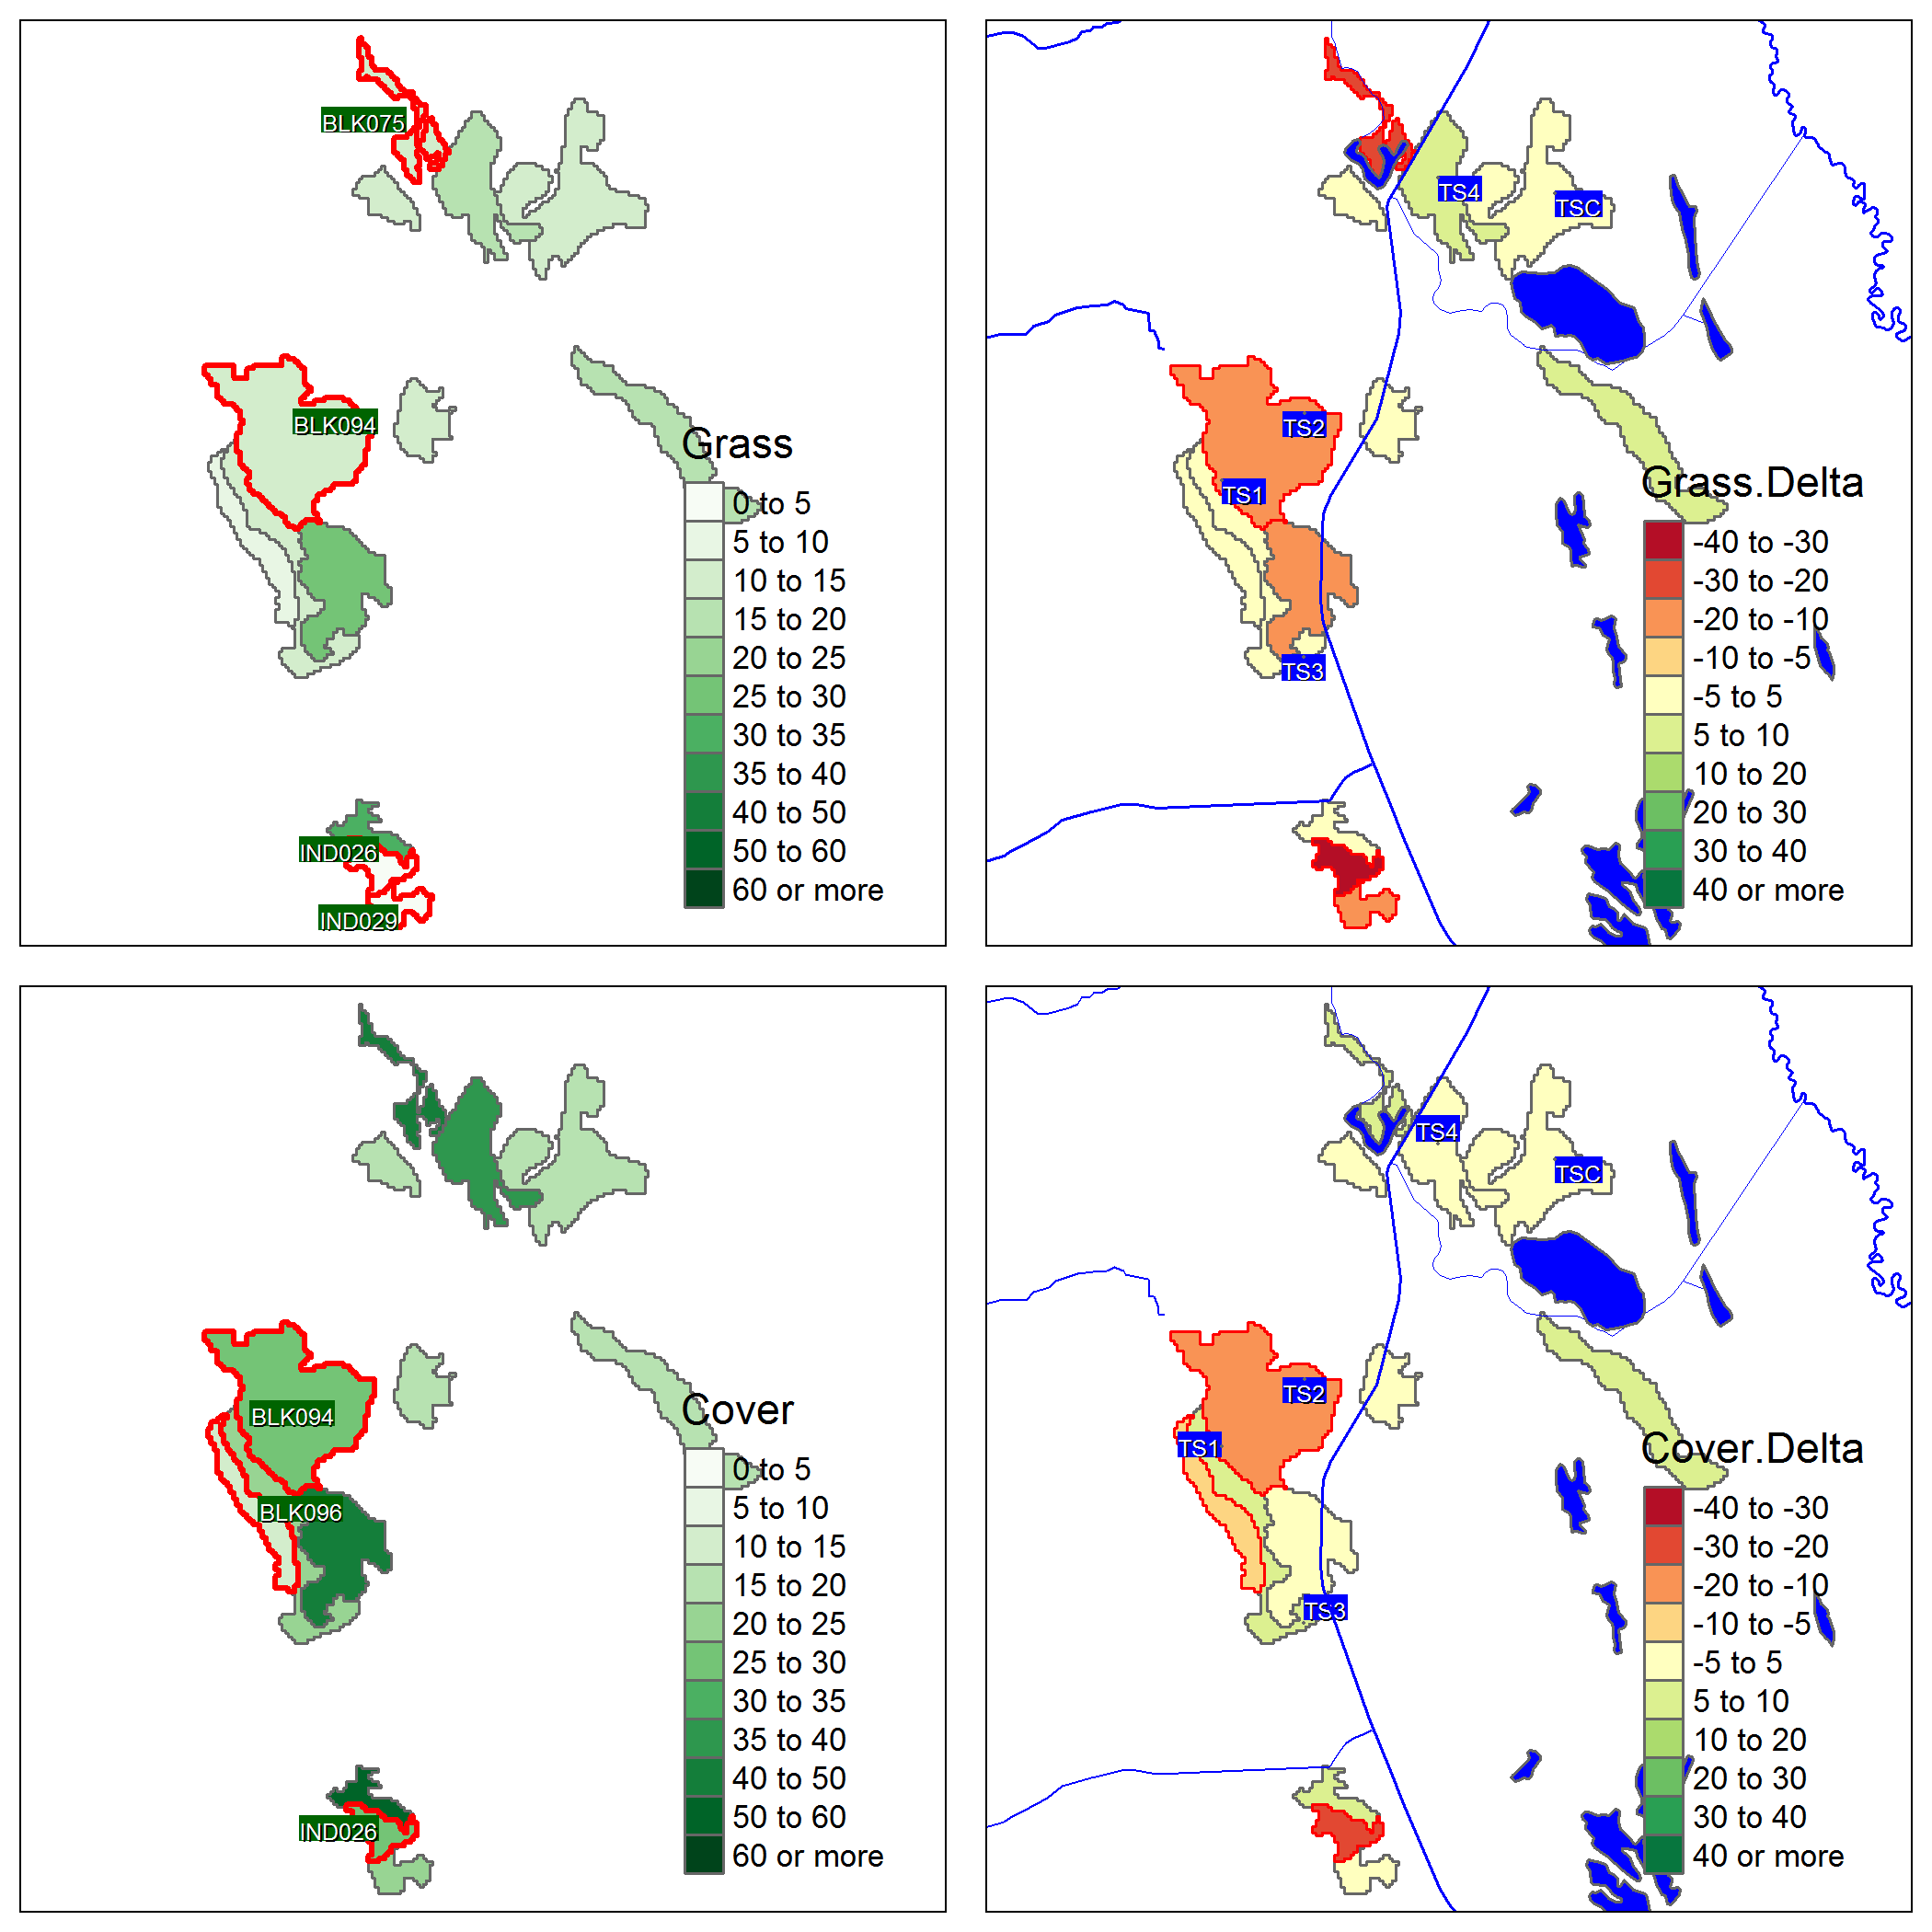 BLK075
BLK094
Grass
0 to 5
5 to 10
10 to 15
15 to 20
20 to 25
25 to 30
30 to 35
35 to 40
40 to 50
50 to 60
60 or more
IND026
IND029
TS4
TSC
TS2
TS1
TS3
Grass.Delta
-40 to -30
-30 to -20
-20 to -10
-10 to -5
-5 to 5
5 to 10
10 to 20
20 to 30
30 to 40
40 or more
BLK094
BLK096
IND026
Cover
0 to 5
5 to 10
10 to 15
15 to 20
20 to 25
25 to 30
30 to 35
35 to 40
40 to 50
50 to 60
60 or more
TS4
TSC
TS2
TS1
TS3
Cover.Delta
-40 to -30
-30 to -20
-20 to -10
-10 to -5
-5 to 5
5 to 10
10 to 20
20 to 30
30 to 40
40 or more